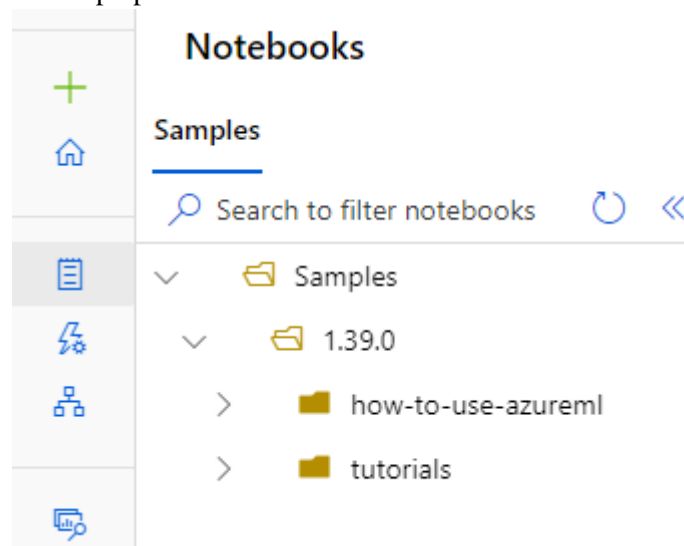 Notebooks
Samples
Search to filter notebooks
Samples
1.39.0
how-to-use-azureml
tutorials